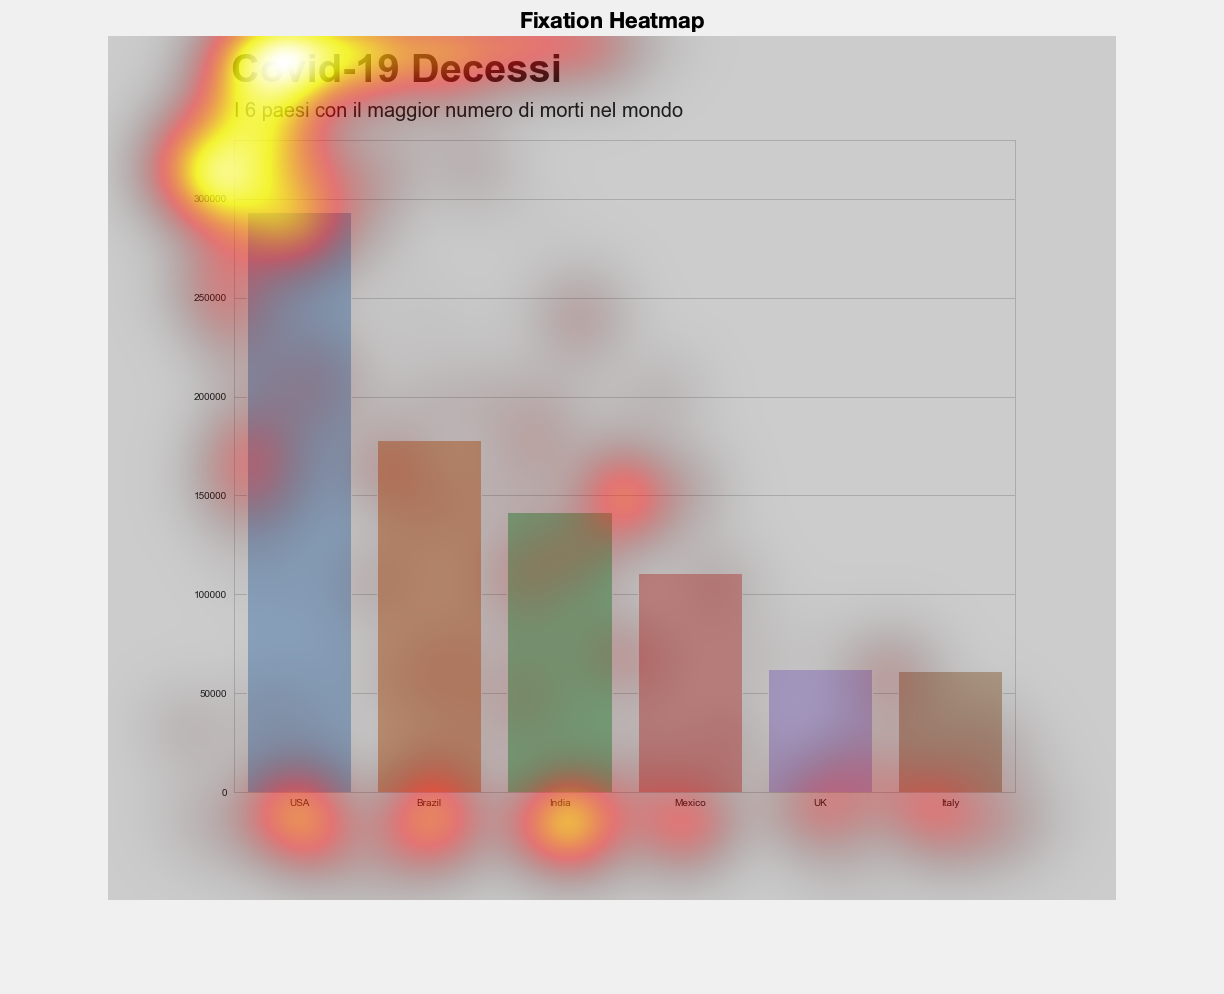 Fixation Heatmap
Covid-19 Decessi
I 6 paesi con il maggior numero di morti nel mondo
300000
250000
200000
150000
100000
50000
0
USA Brazil India Mexico UK Italy